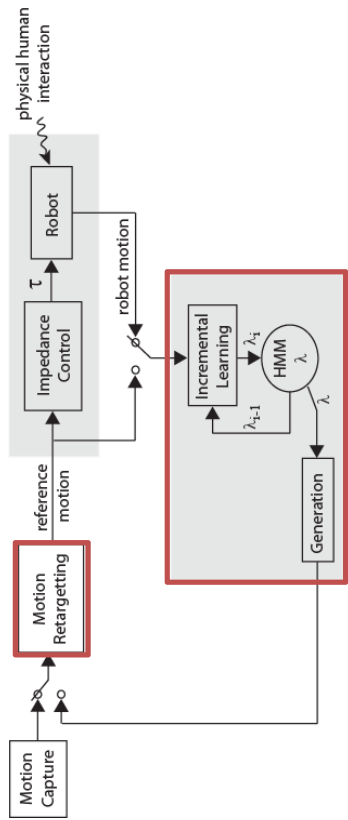 Motion
Capture
Motion
Retargetting
reference
motion
Impedance
Control
τ
Robot
physical human
interaction
robot motion
Incremental
Learning
λi-1
λi
HMM
λ
λ
Generation